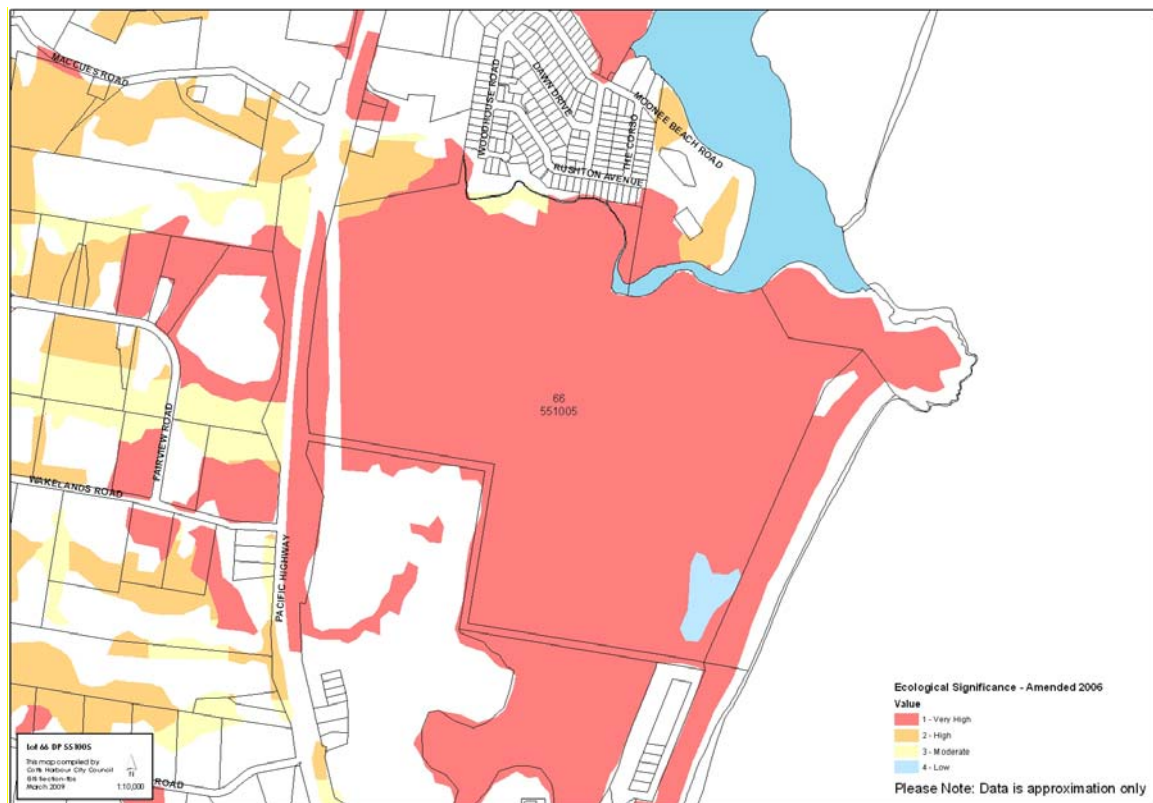 MACCUES ROAD
WOODHOUSE ROAD
DAWN DRIVE
MOONEE BEACH ROAD
THE CORSO
RUSHTON AVENUE
66
551005
FAIRVIEW ROAD
WAKELANDS ROAD
PACIFIC HIGHWAY
Ecological Significance - Amended 2006
Value
1 - Very High
2 - High
3 - Moderate
4 - Low
Please Note: Data is approximation only
Lot 66 DP 551005
This map compiled by
Coffs Harbour City Council
GIS Section-tbs
March 2009
1:10,000
N
ROAD